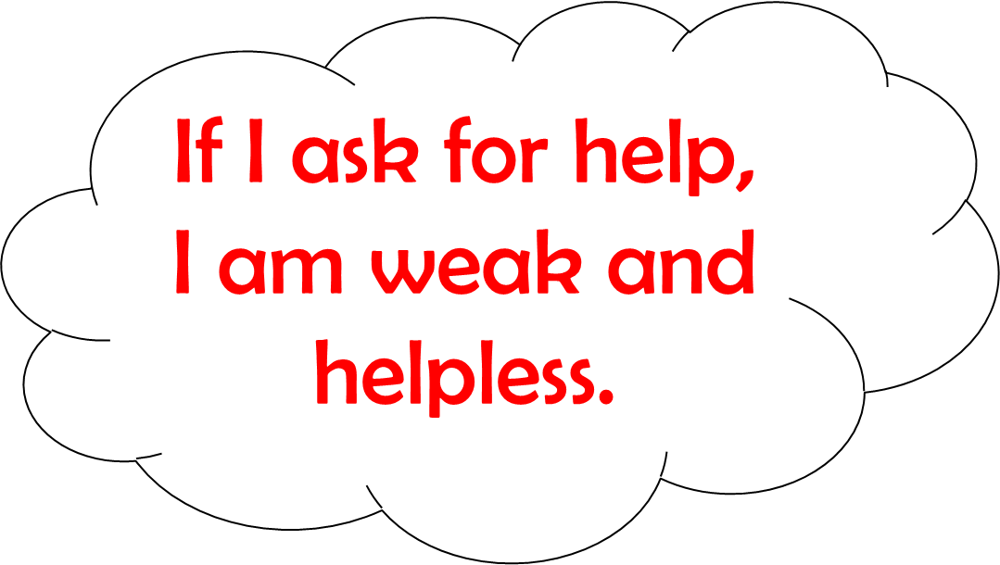 If I ask for help,
I am weak and
helpless.